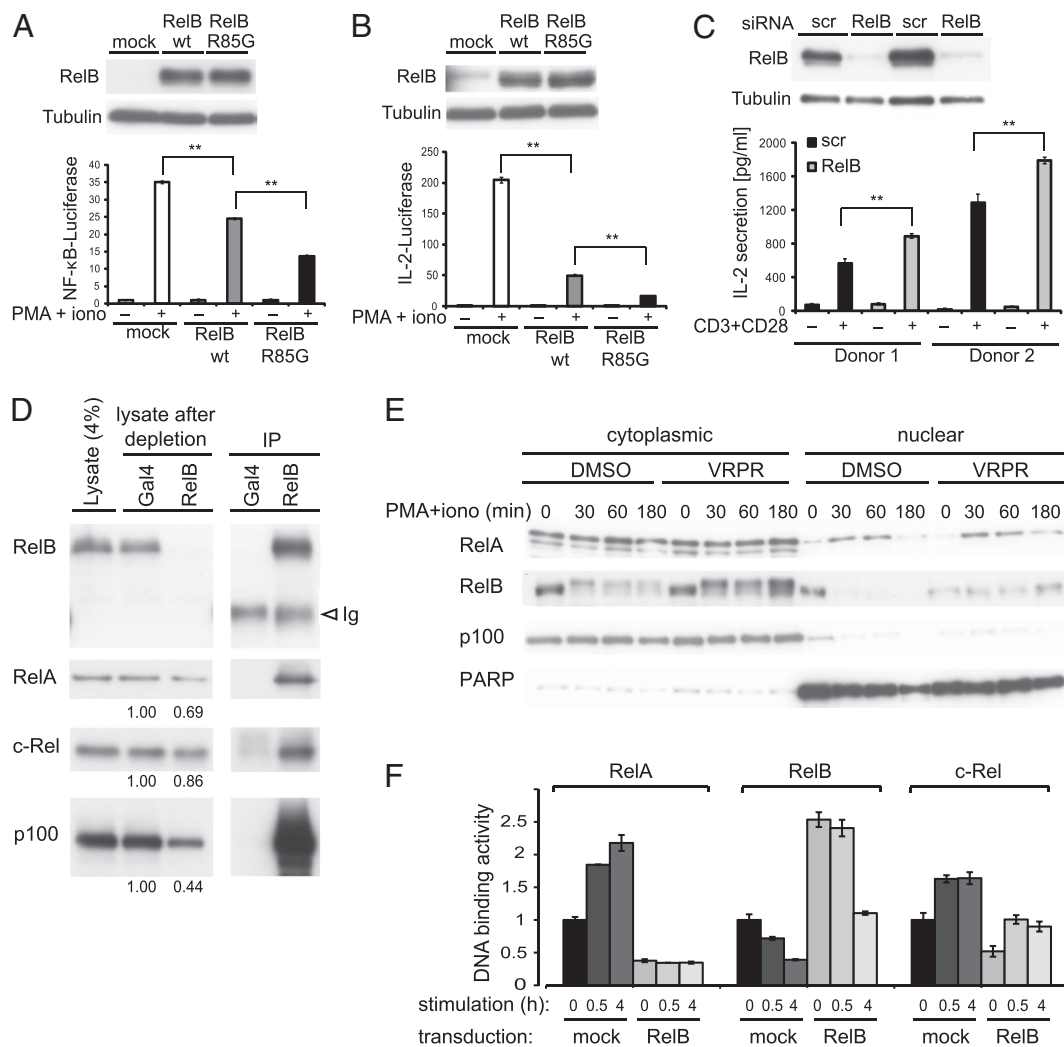 A
mock
RelB wt
RelB R85G
RelB
Tubulin
NF-κB-Luciferase
40
35
30
25
20
15
10
5
0
**
**
PMA + iono
– + – + – +
mock
RelB wt
RelB R85G
B
mock
RelB wt
RelB R85G
RelB
Tubulin
IL-2-Luciferase
250
200
150
100
50
0
**
**
PMA + iono
– + – + – +
mock
RelB wt
RelB R85G
C
siRNA scr RelB scr RelB
RelB
Tubulin
IL-2 secretion [pg/ml]
2000
1600
1200
800
400
0
scr
RelB
**
**
CD3+CD28
– + – + – + – +
Donor 1
Donor 2
D
Lysate (4%)
lysate after depletion
Gal4
RelB
IP
Gal4
RelB
RelB
Ig
RelA
1.00 0.69
c-Rel
1.00 0.86
p100
1.00 0.44
E
cytoplasmic nuclear
DMSO VRPR DMSO VRPR
PMA+iono (min) 0 30 60 180 0 30 60 180 0 30 60 180 0 30 60 180
RelA
RelB
p100
PARP
F
RelA RelB c-Rel
DNA binding activity
2.5
2
1.5
1
0.5
0
stimulation (h): 0 0.5 4 0 0.5 4 0 0.5 4 0 0.5 4 0 0.5 4 0 0.5 4
transduction: mock RelB mock RelB mock RelB